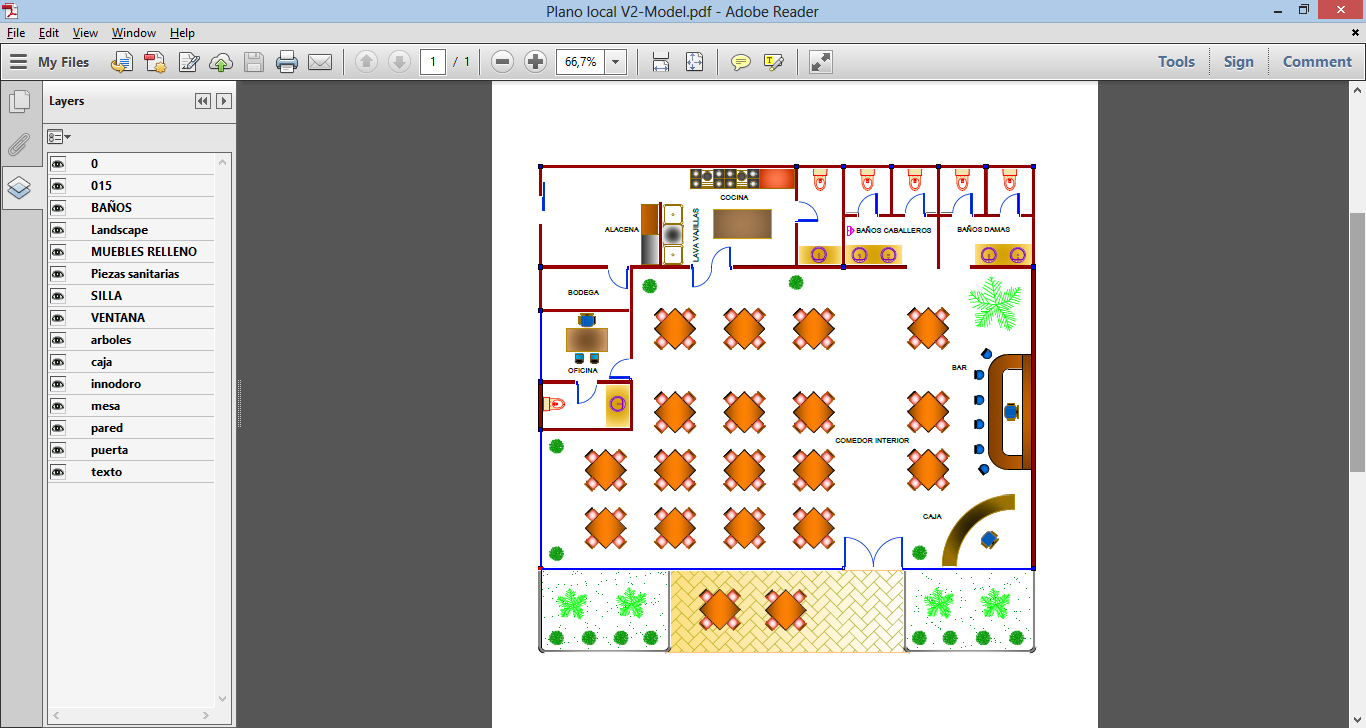 Plano local V2-Model.pdf - Adobe Reader
File Edit View Window Help
My Files
1 / 1
66,7%
Tools Sign Comment
Layers
0
015
BAÑOS
Landscape
MUEBLES RELLENO
Piezas sanitarias
SILLA
VENTANA
arboles
caja
innodoro
mesa
pared
puerta
texto
COCINA
ALACENA
LAVA VAJILLAS
BAÑOS CABALLEROS
BAÑOS DAMAS
BODEGA
OFICINA
BAR
COMEDOR INTERIOR
CAJA